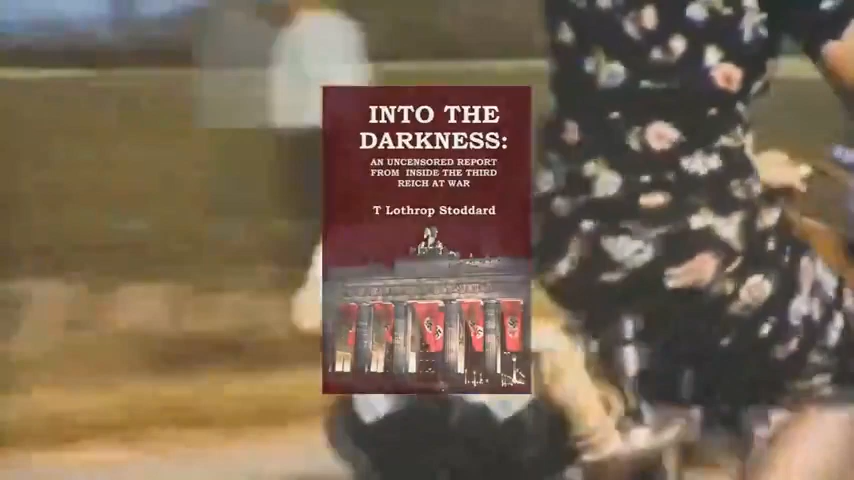 INTO THE
DARKNESS:
AN UNCENSORED REPORT
FROM INSIDE THE THIRD
REICH AT WAR
T Lothrop Stoddard